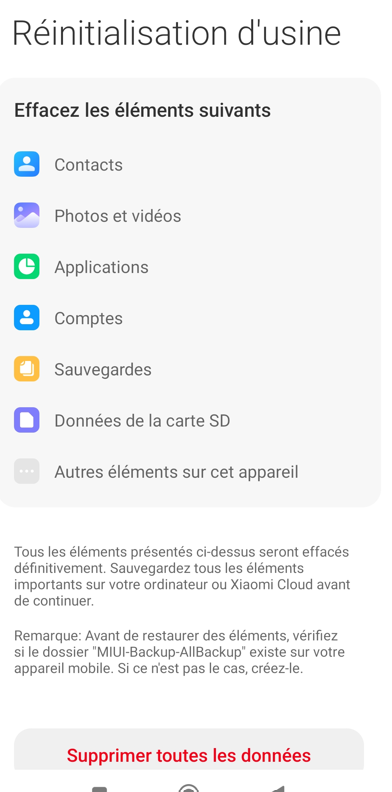 Réinitialisation d'usine
Effacez les éléments suivants
Contacts
Photos et vidéos
Applications
Comptes
Sauvegardes
Données de la carte SD
Autres éléments sur cet appareil
Tous les éléments présentés ci-dessus seront effacés
définitivement. Sauvegardez tous les éléments
importants sur votre ordinateur ou Xiaomi Cloud avant
de continuer.
Remarque: Avant de restaurer des éléments, vérifiez
si le dossier "MIUI-Backup-AllBackup" existe sur votre
appareil mobile. Si ce n'est pas le cas, créez-le.
Supprimer toutes les données